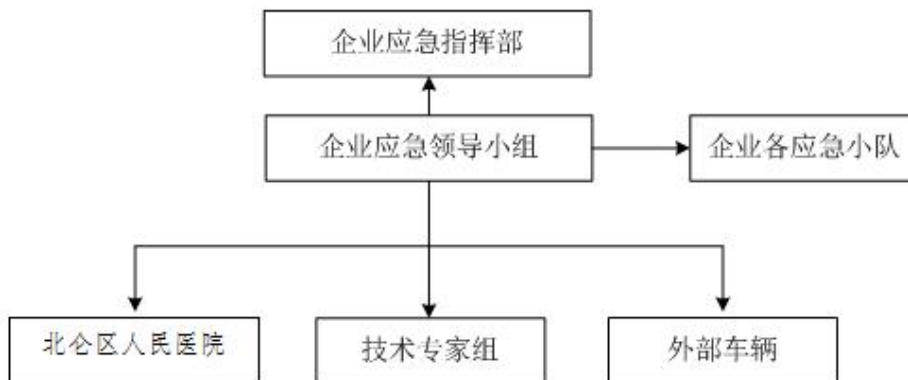 企业应急指挥部
企业应急领导小组
企业各应急小队
北仑区人民医院
技术专家组
外部车辆